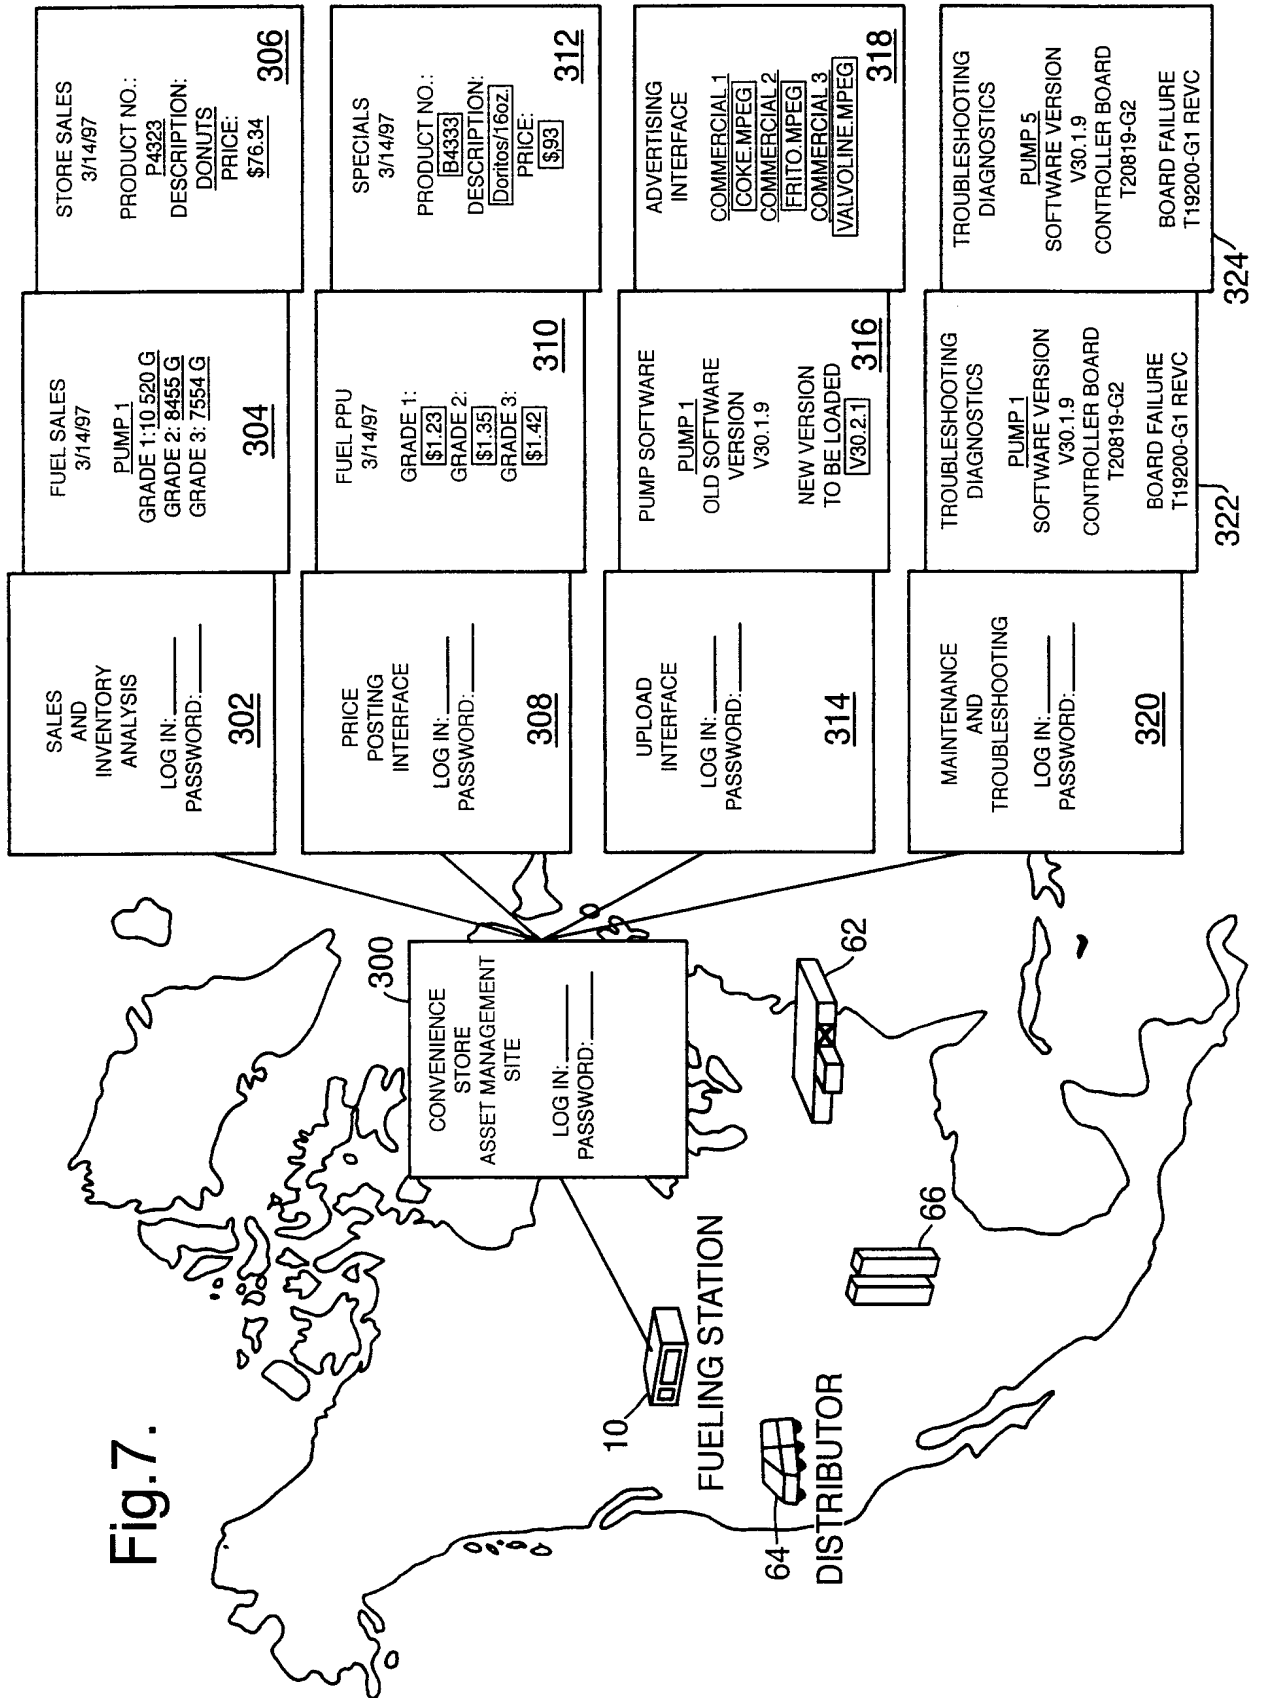 Fig.7.
CONVENIENCE
STORE
ASSET MANAGEMENT
SITE
LOG IN:
PASSWORD:
300
SALES
AND
INVENTORY
ANALYSIS
LOG IN:
PASSWORD:
302
FUEL SALES
3/14/97
PUMP 1
GRADE 1:10 520 G
GRADE 2: 8455 G
GRADE 3: 7554 G
304
STORE SALES
3/14/97
PRODUCT NO.:
P4323
DESCRIPTION:
DONUTS
PRICE:
$76.34
306
PRICE
POSTING
INTERFACE
LOG IN:
PASSWORD:
308
FUEL PPU
3/14/97
GRADE 1:
$1.23
GRADE 2:
$1.35
GRADE 3:
$1.42
310
SPECIALS
3/14/97
PRODUCT NO.:
B4333
DESCRIPTION:
Doritos/16oz.
PRICE:
$,93
312
UPLOAD
INTERFACE
LOG IN:
PASSWORD:
314
PUMP SOFTWARE
PUMP 1
OLD SOFTWARE
VERSION
V30.1.9
NEW VERSION
TO BE LOADED
V30.2.1
316
ADVERTISING
INTERFACE
COMMERCIAL 1
COKE.MPEG
COMMERCIAL 2
FRITO.MPEG
COMMERCIAL 3
VALVOLINE.MPEG
318
MAINTENANCE
AND
TROUBLESHOOTING
LOG IN:
PASSWORD:
320
TROUBLESHOOTING
DIAGNOSTICS
PUMP 1
SOFTWARE VERSION
V30.1.9
CONTROLLER BOARD
T20819-G2
BOARD FAILURE
T19200-G1 REVC
322
TROUBLESHOOTING
DIAGNOSTICS
PUMP 5
SOFTWARE VERSION
V30.1.9
CONTROLLER BOARD
T20819-G2
BOARD FAILURE
T19200-G1 REVC
324
10
FUELING STATION
62
64
DISTRIBUTOR
66